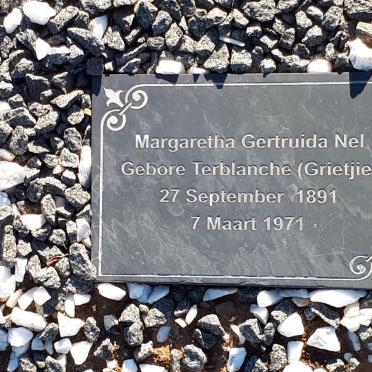 Margaretha Gertruida Nel
Gebore Terblanche (Grietjie
27 September 1891
7 Maart 1971